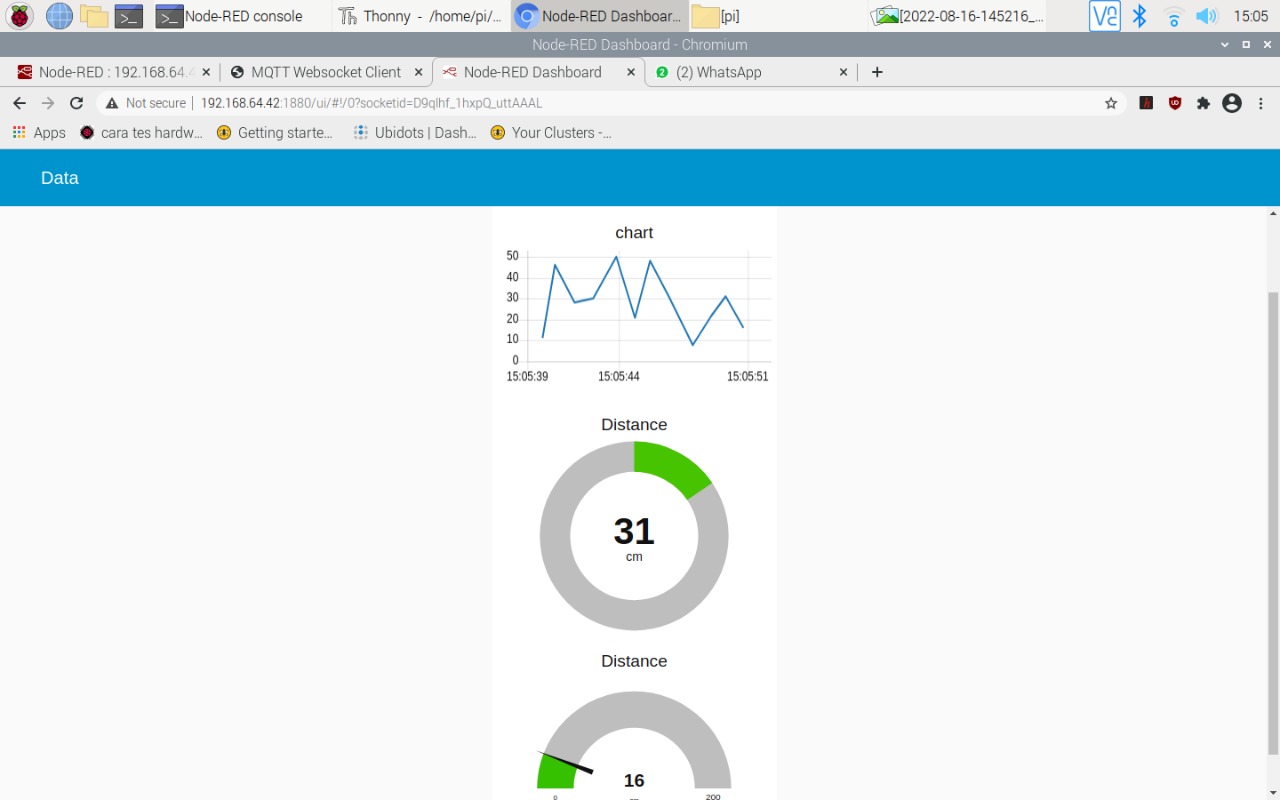 Node-RED console
Thonny - /home/pi/...
Node-RED Dashboar...
[pi]
[2022-08-16-145216_...
15:05
Node-RED Dashboard - Chromium
Node-RED : 192.168.64.4
MQTT Websocket Client
Node-RED Dashboard
(2) WhatsApp
Not secure
192.168.64.42:1880/ui/#!/0?socketid=D9qlhf_1hxpQ_uttAAAL
Apps
cara tes hardw...
Getting starte...
Ubidots | Dash...
Your Clusters -...
Data
chart
50
40
30
20
10
0
15:05:39
15:05:44
15:05:51
Distance
31
cm
Distance
16
0
200